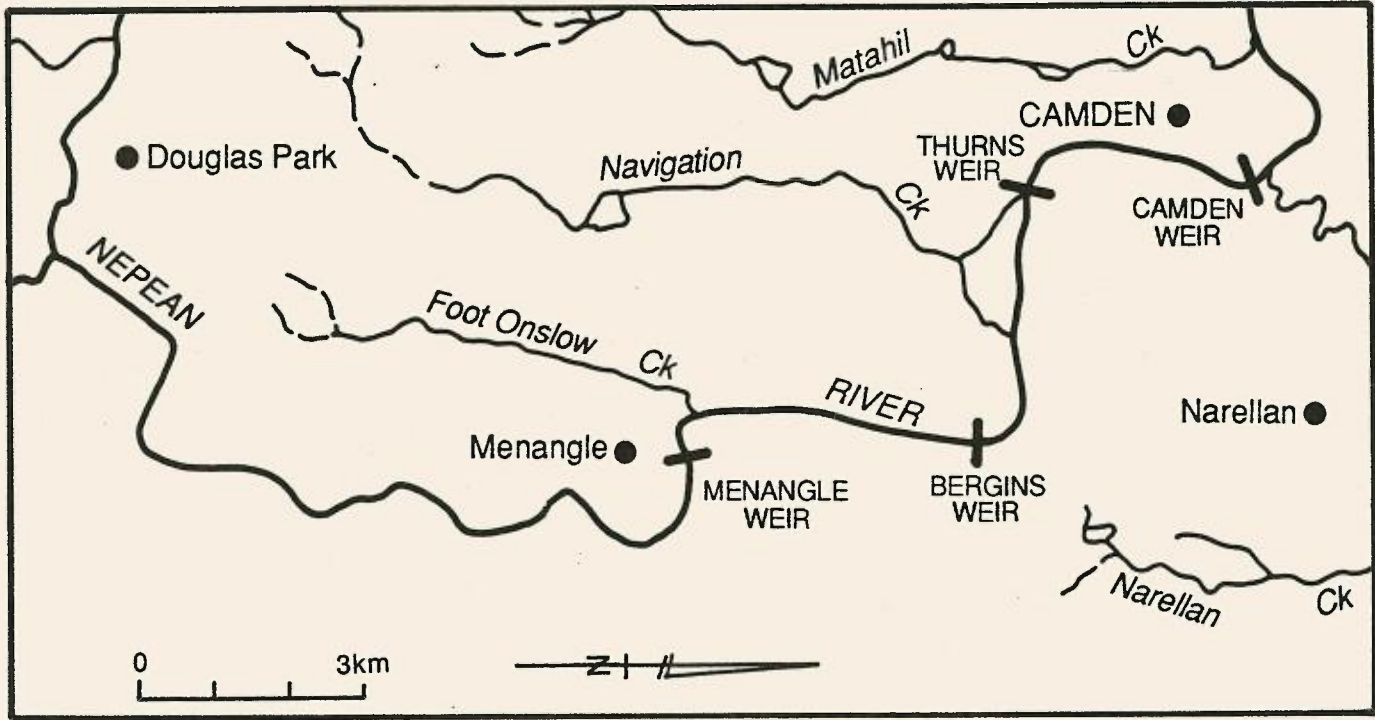 Matahil Ck
CAMDEN
Douglas Park
THURNS
WEIR
Navigation Ck
CAMDEN
WEIR
NEPEAN
Foot Onslow Ck
RIVER
Narellan
Menangle
MENANGLE
WEIR
BERGINS
WEIR
Narellan Ck
0 3km
N